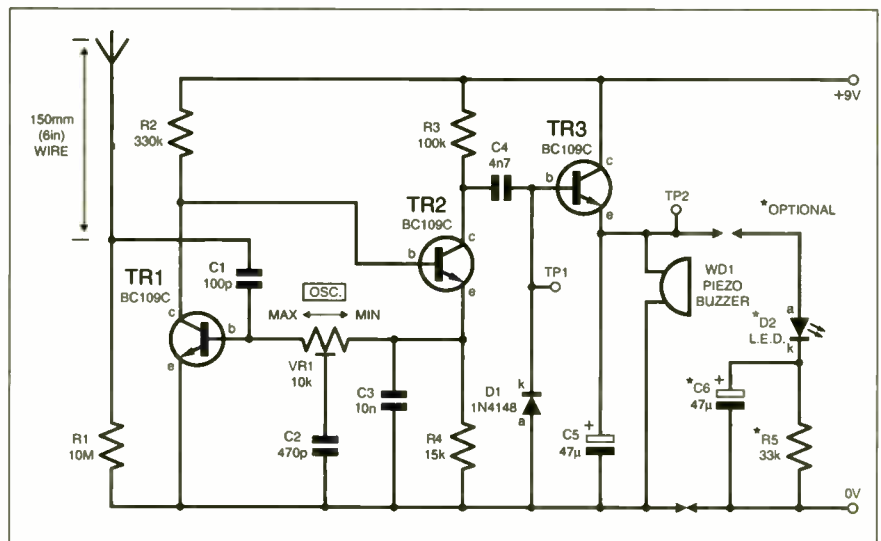 +9V
150mm
(6in)
WIRE
R2
330k
R3
100k
C4
4n7
TR3
BC109C
c
b
e
TP2
*OPTIONAL
TR2
BC109C
c
b
e
TP1
WD1
PIEZO
BUZZER
C1
100p
TR1
BC109C
c
b
e
OSC.
MAX
MIN
VR1
10k
a
*D2
L.E.D.
k
C3
10n
D1
1N4148
k
a
+
*C6
47µ
R1
10M
C2
470p
R4
15k
+
C5
47µ
*R5
33k
0V